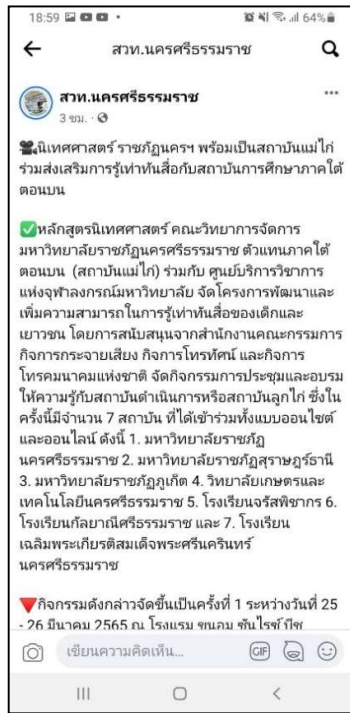 18:59
64%
สวท.นครศรีธรรมราช
สวท.นครศรีธรรมราช
3 ชม.
นิเทศศาสตร์ ราชภัฏนครฯ พร้อมเป็นสถาบันแม่ไก่
ร่วมส่งเสริมการรู้เท่าทันสื่อกับสถาบันการศึกษาภาคใต้
ตอนบน
หลักสูตรนิเทศศาสตร์ คณะวิทยาการจัดการ
มหาวิทยาลัยราชภัฏนครศรีธรรมราช ตัวแทนภาคใต้
ตอนบน (สถาบันแม่ไก่) ร่วมกับ ศูนย์บริการวิชาการ
แห่งจุฬาลงกรณ์มหาวิทยาลัย จัดโครงการพัฒนาและ
เพิ่มความสามารถในการรู้เท่าทันสื่อของเด็กและ
เยาวชน โดยการสนับสนุนจากสำนักงานคณะกรรมการ
กิจการกระจายเสียง กิจการโทรทัศน์ และกิจการ
โทรคมนาคมแห่งชาติ จัดกิจกรรมการประชุมและอบรม
ให้ความรู้กับสถาบันดำเนินการหรือสถาบันลูกไก่ ซึ่งใน
ครั้งนี้มีจำนวน 7 สถาบัน ที่ได้เข้าร่วมทั้งแบบออนไซต์
และออนไลน์ ดังนี้ 1. มหาวิทยาลัยราชภัฏ
นครศรีธรรมราช 2. มหาวิทยาลัยราชภัฏสุราษฎร์ธานี
3. มหาวิทยาลัยราชภัฏภูเก็ต 4. วิทยาลัยเกษตรและ
เทคโนโลยีนครศรีธรรมราช 5. โรงเรียนจรัสพิชากร 6.
โรงเรียนกัลยาณีศรีธรรมราช และ 7. โรงเรียน
เฉลิมพระเกียรติสมเด็จพระศรีนครินทร์
นครศรีธรรมราช
กิจกรรมดังกล่าวจัดขึ้นเป็นครั้งที่ 1 ระหว่างวันที่ 25
- 26 มีนาคม 2565 ณ โรงแรม ขนอม ซันไรซ์ บีช
เขียนความคิดเห็น...
GIF